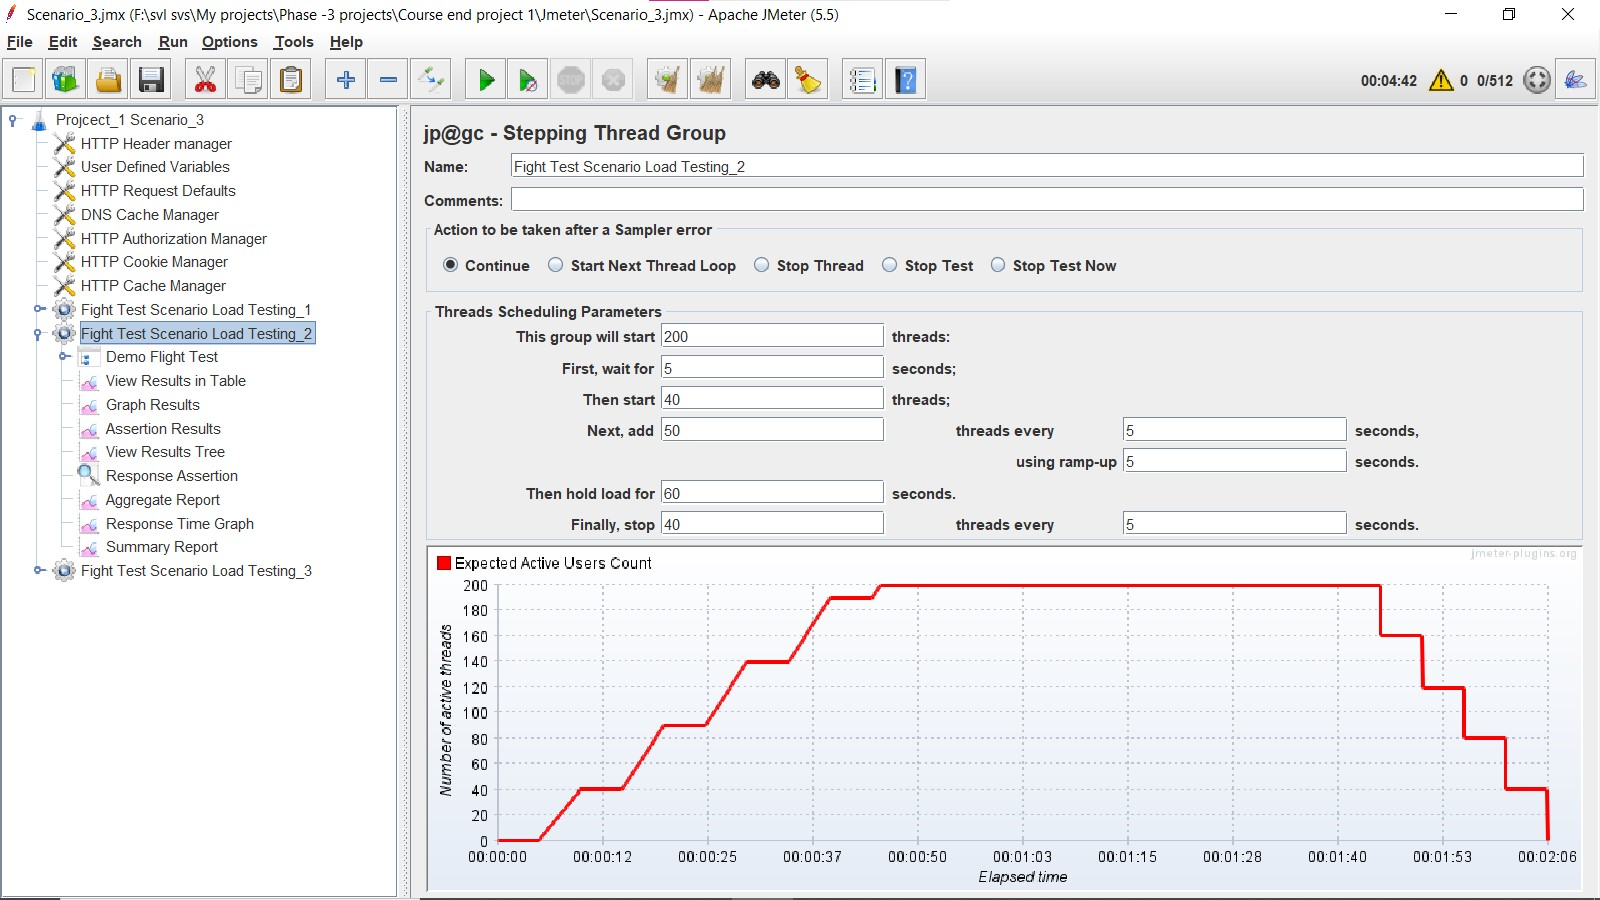 Scenario_3.jmx (F:\svl svs\My projects\Phase -3 projects\Course end project 1\Jmeter\Scenario_3.jmx) - Apache JMeter (5.5)
File Edit Search Run Options Tools Help
STOP 00:04:42 0 0/512
Projcect_1 Scenario_3
HTTP Header manager
User Defined Variables
HTTP Request Defaults
DNS Cache Manager
HTTP Authorization Manager
HTTP Cookie Manager
HTTP Cache Manager
Fight Test Scenario Load Testing_1
Fight Test Scenario Load Testing_2
Demo Flight Test
View Results in Table
Graph Results
Assertion Results
View Results Tree
Response Assertion
Aggregate Report
Response Time Graph
Summary Report
Fight Test Scenario Load Testing_3
jp@gc - Stepping Thread Group
Name: Fight Test Scenario Load Testing_2
Comments:
Action to be taken after a Sampler error
Continue Start Next Thread Loop Stop Thread Stop Test Stop Test Now
Threads Scheduling Parameters
This group will start 200 threads:
First, wait for 5 seconds;
Then start 40 threads;
Next, add 50 threads every 5 seconds,
using ramp-up 5 seconds.
Then hold load for 60 seconds.
Finally, stop 40 threads every 5 seconds.
jmeter-plugins.org
Expected Active Users Count
Number of active threads
200
180
160
140
120
100
80
60
40
20
0
00:00:00 00:00:12 00:00:25 00:00:37 00:00:50 00:01:03 00:01:15 00:01:28 00:01:40 00:01:53 00:02:06
Elapsed time